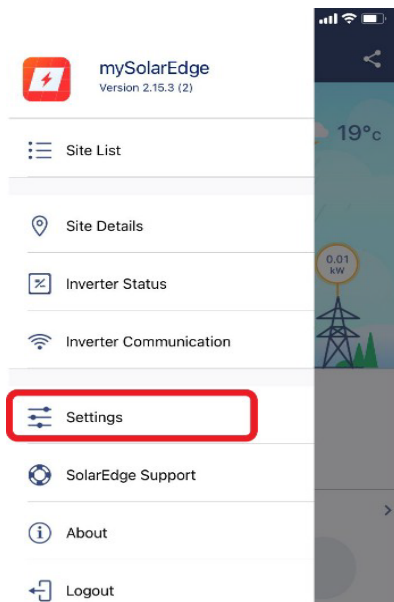 mySolarEdge
Version 2.15.3 (2)
19°c
Site List
Site Details
0.01
kW
Inverter Status
Inverter Communication
Settings
SolarEdge Support
About
Logout